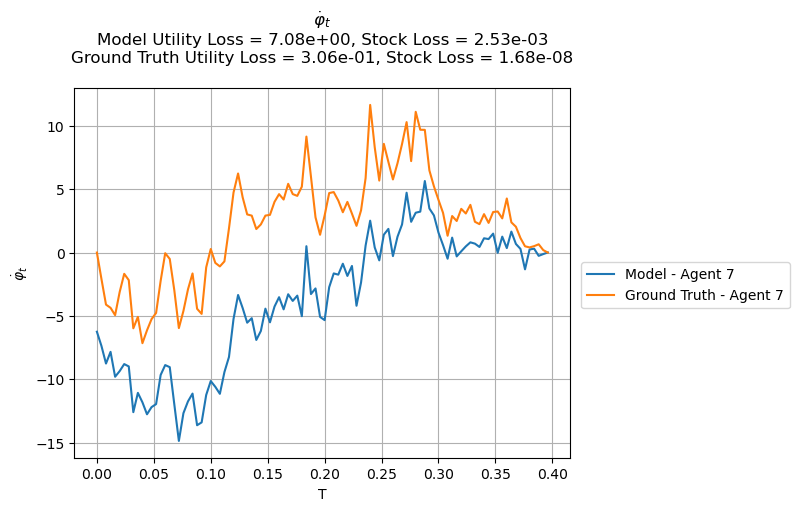 φ̇_t
Model Utility Loss = 7.08e+00, Stock Loss = 2.53e-03
Ground Truth Utility Loss = 3.06e-01, Stock Loss = 1.68e-08
φ̇_t
10
5
0
−5
−10
−15
0.00 0.05 0.10 0.15 0.20 0.25 0.30 0.35 0.40
T
Model - Agent 7
Ground Truth - Agent 7